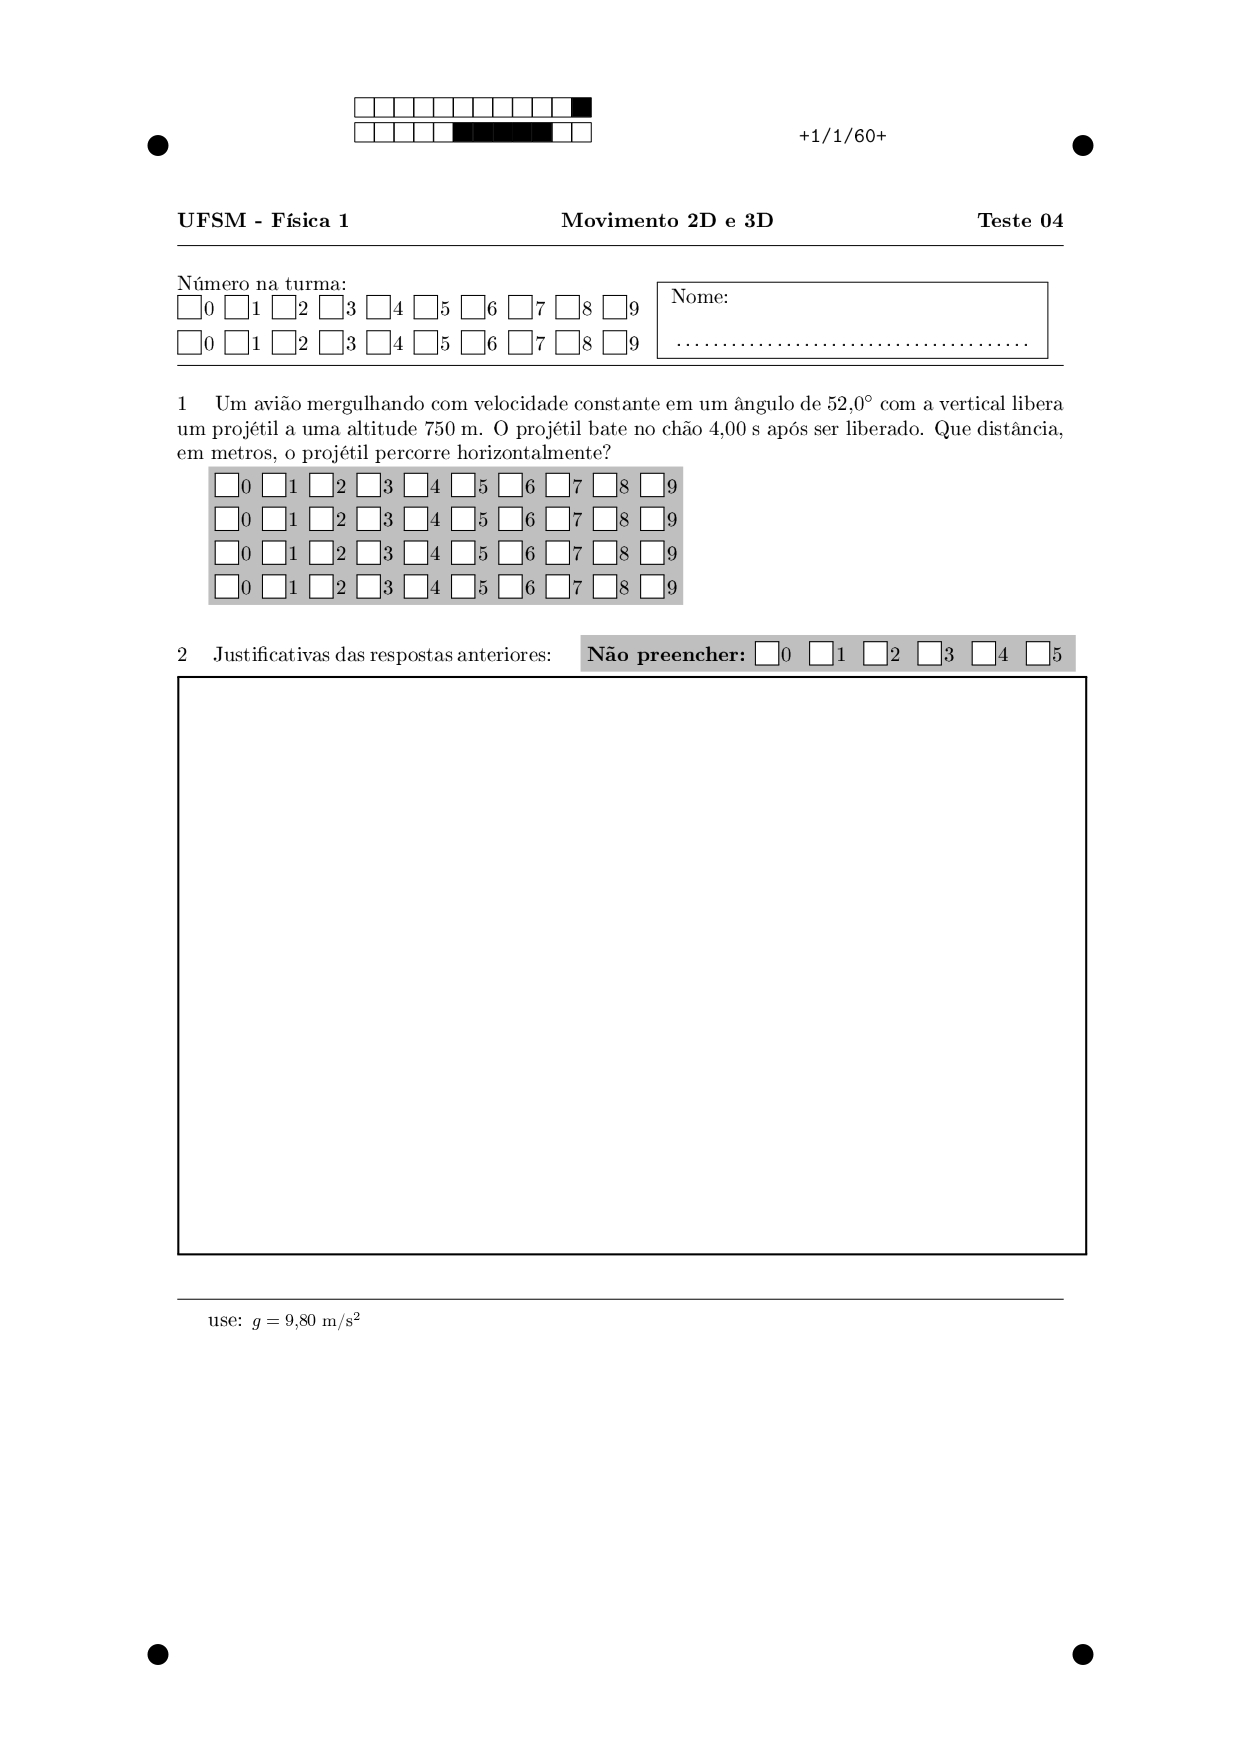 +1/1/60+
UFSM - Física 1 Movimento 2D e 3D Teste 04
Número na turma:
0 1 2 3 4 5 6 7 8 9
0 1 2 3 4 5 6 7 8 9
Nome:
......................................
1 Um avião mergulhando com velocidade constante em um ângulo de 52,0° com a vertical libera
um projétil a uma altitude 750 m. O projétil bate no chão 4,00 s após ser liberado. Que distância,
em metros, o projétil percorre horizontalmente?
0 1 2 3 4 5 6 7 8 9
0 1 2 3 4 5 6 7 8 9
0 1 2 3 4 5 6 7 8 9
0 1 2 3 4 5 6 7 8 9
2 Justificativas das respostas anteriores: Não preencher: 0 1 2 3 4 5
use: g = 9,80 m/s²